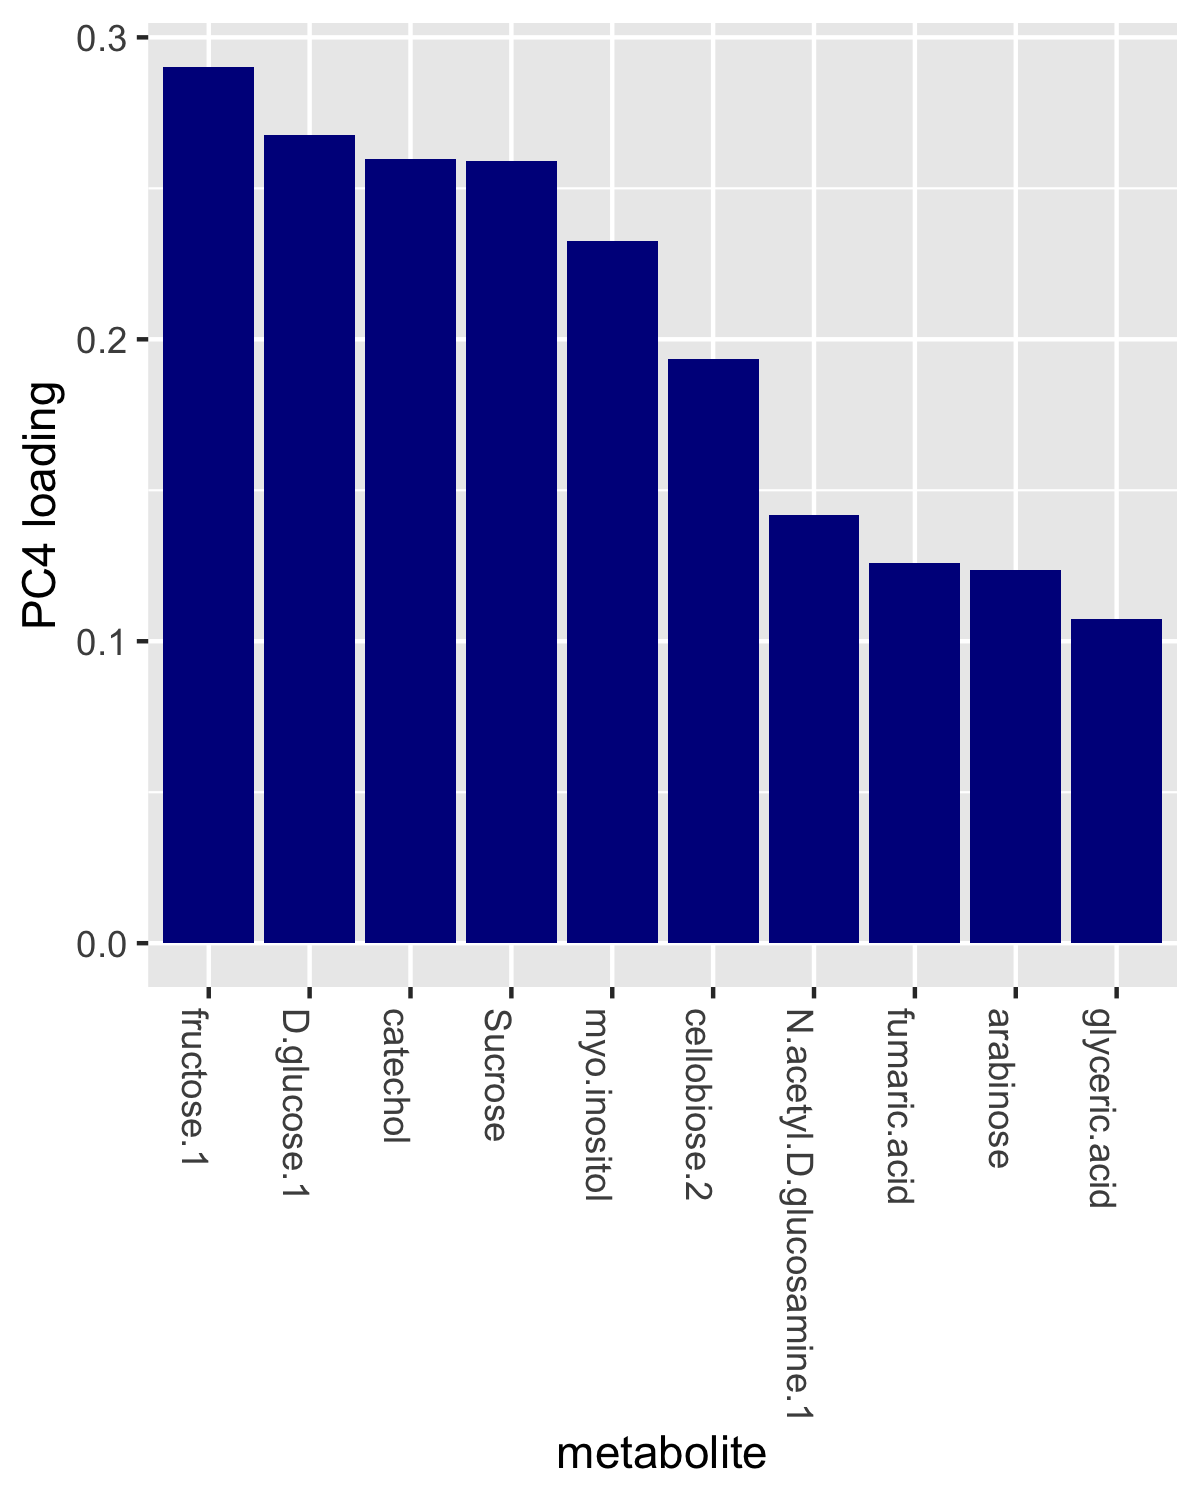 PC4 loading
0.3
0.2
0.1
0.0
fructose.1
D.glucose.1
catechol
Sucrose
myo.inositol
cellobiose.2
N.acetyl.D.glucosamine.1
fumaric.acid
arabinose
glyceric.acid
metabolite